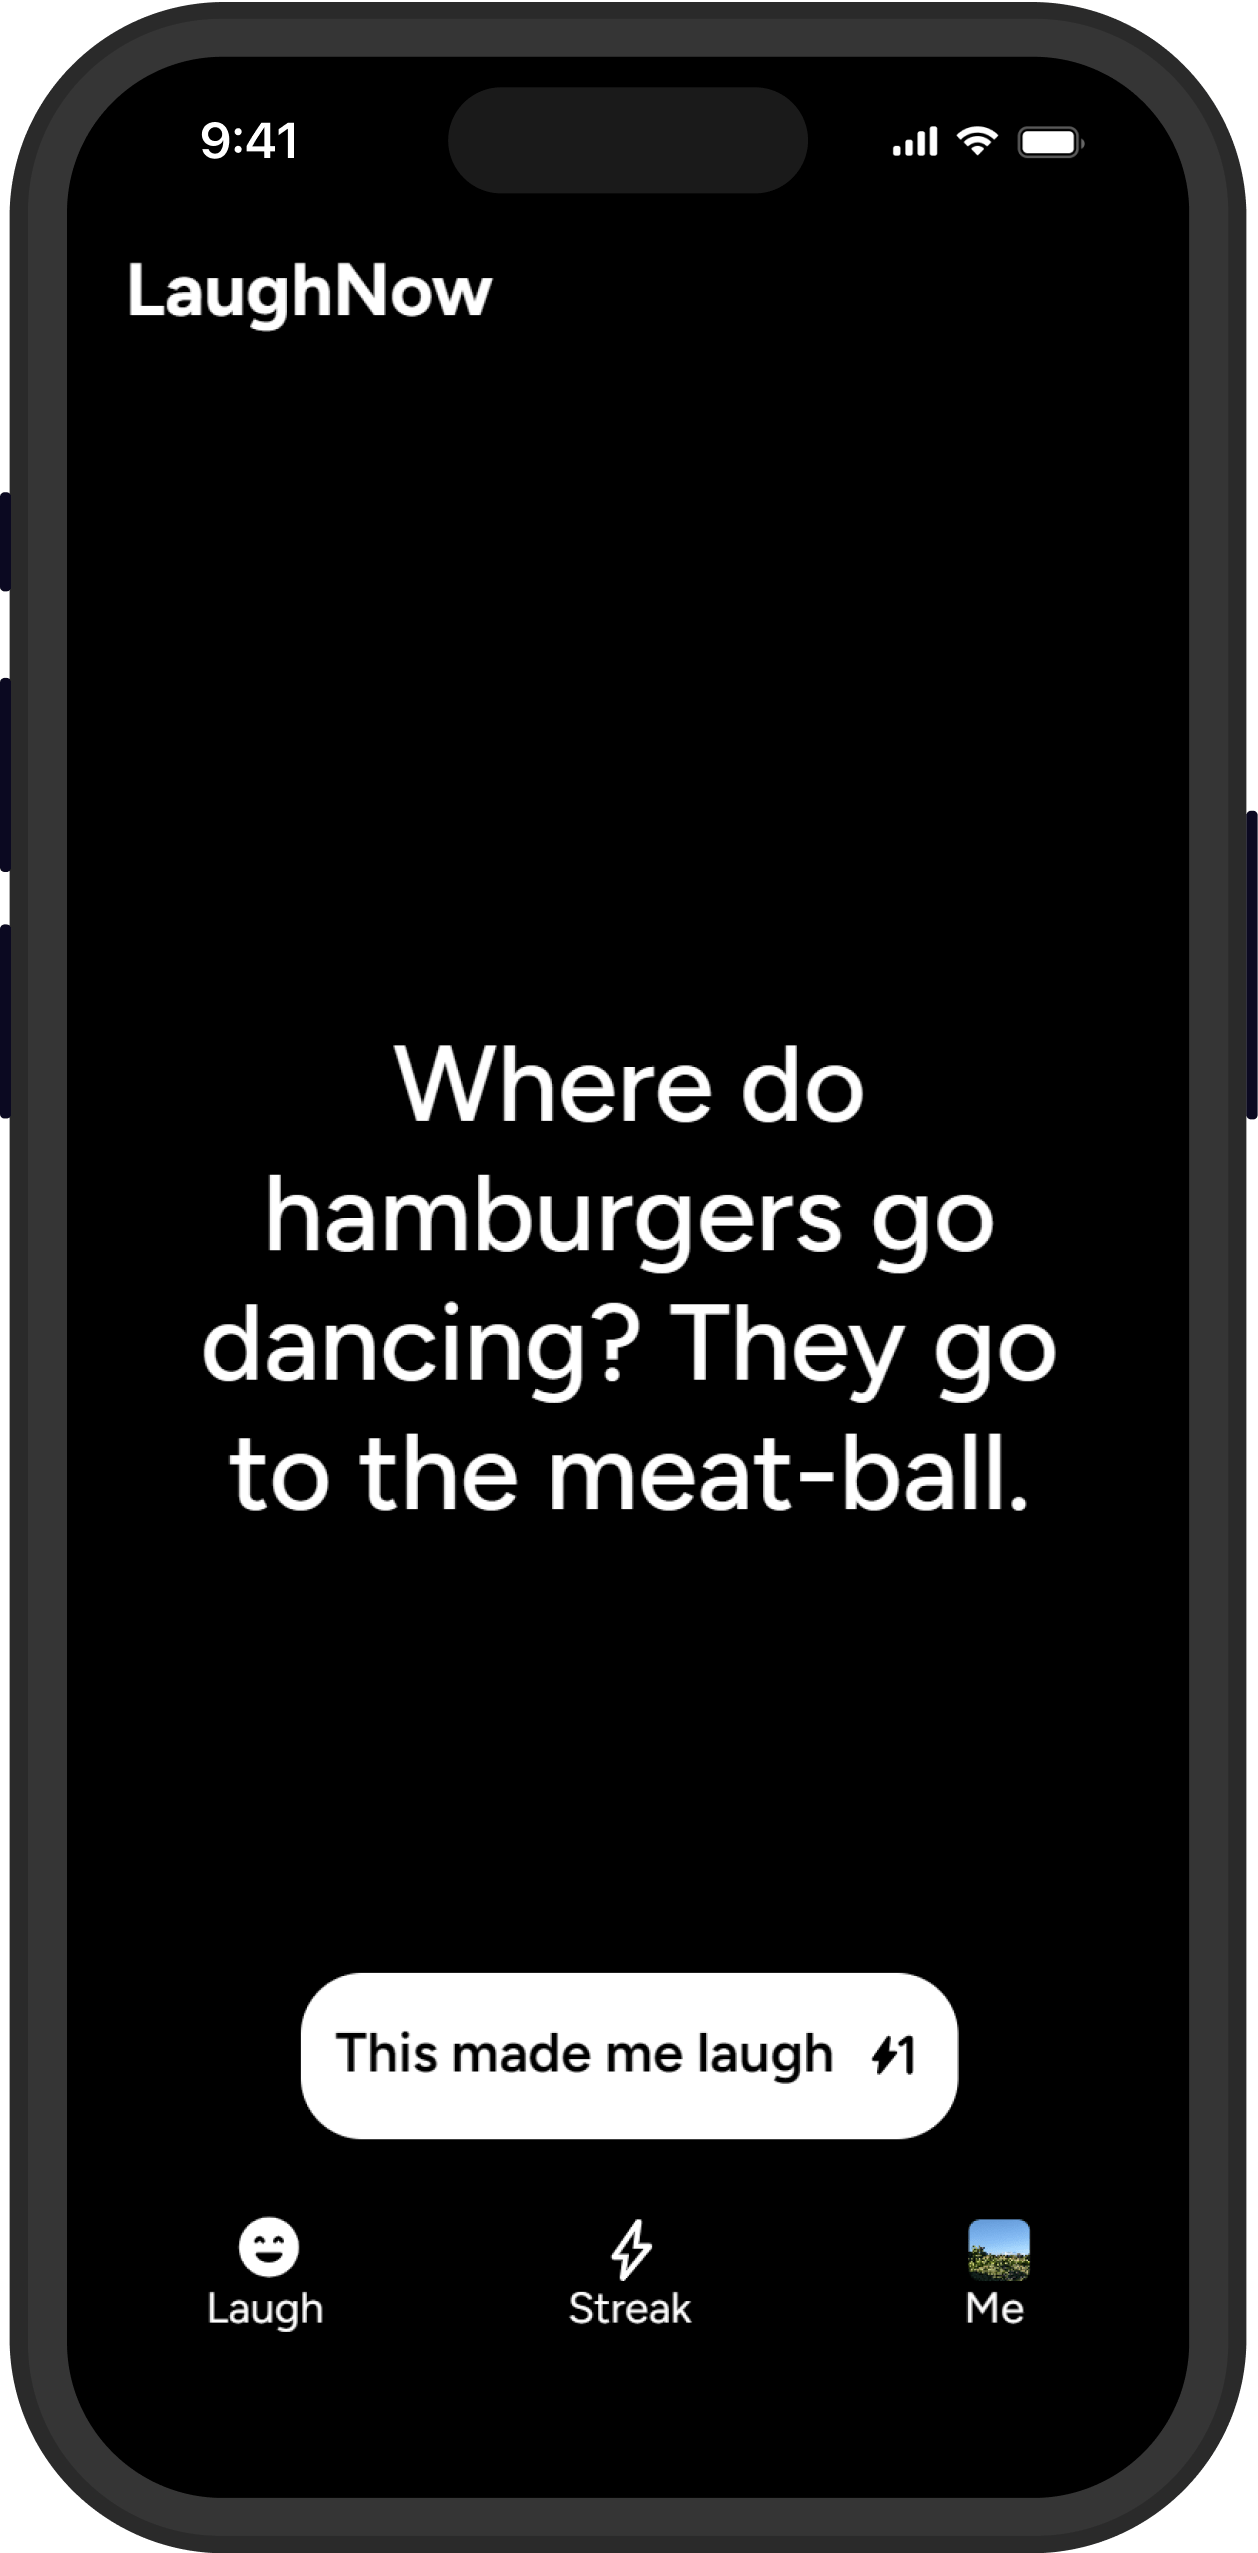 9:41
LaughNow
Where do
hamburgers go
dancing? They go
to the meat-ball.
This made me laugh 1
Laugh
Streak
Me